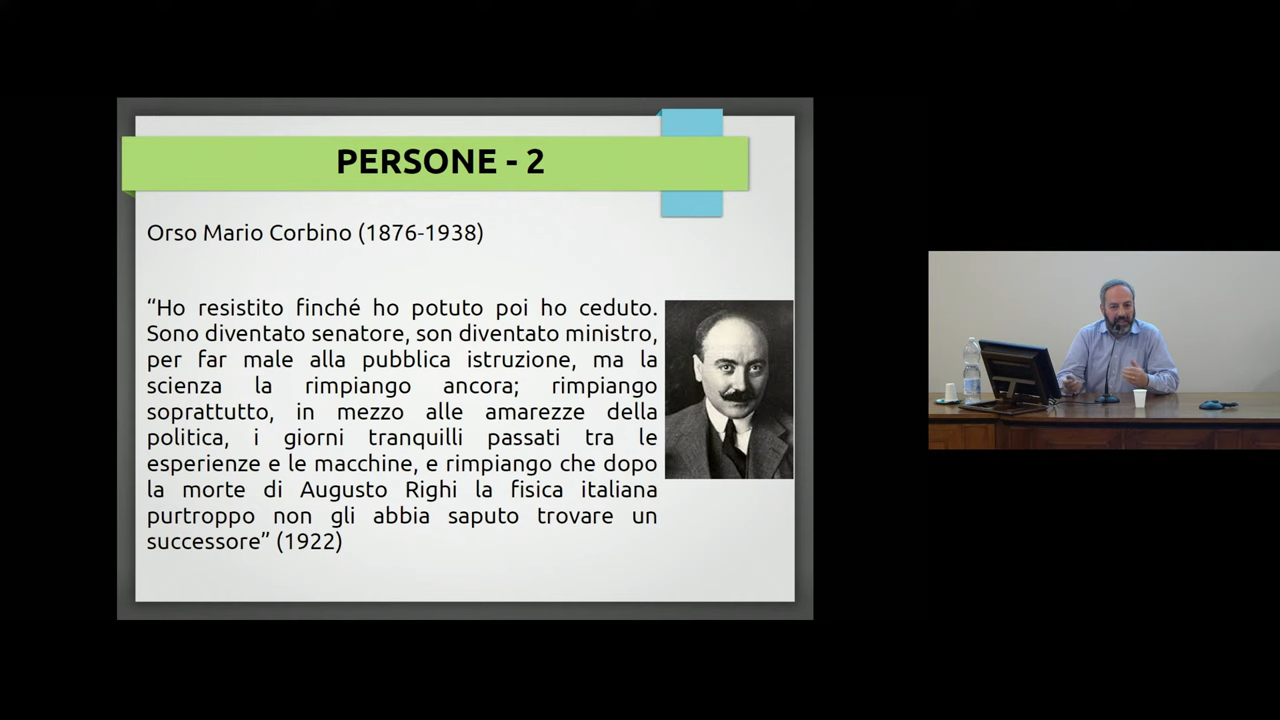 PERSONE - 2
Orso Mario Corbino (1876-1938)
“Ho resistito finché ho potuto poi ho ceduto.
Sono diventato senatore, son diventato ministro,
per far male alla pubblica istruzione, ma la
scienza la rimpiango ancora; rimpiango
soprattutto, in mezzo alle amarezze della
politica, i giorni tranquilli passati tra le
esperienze e le macchine, e rimpiango che dopo
la morte di Augusto Righi la fisica italiana
purtroppo non gli abbia saputo trovare un
successore” (1922)